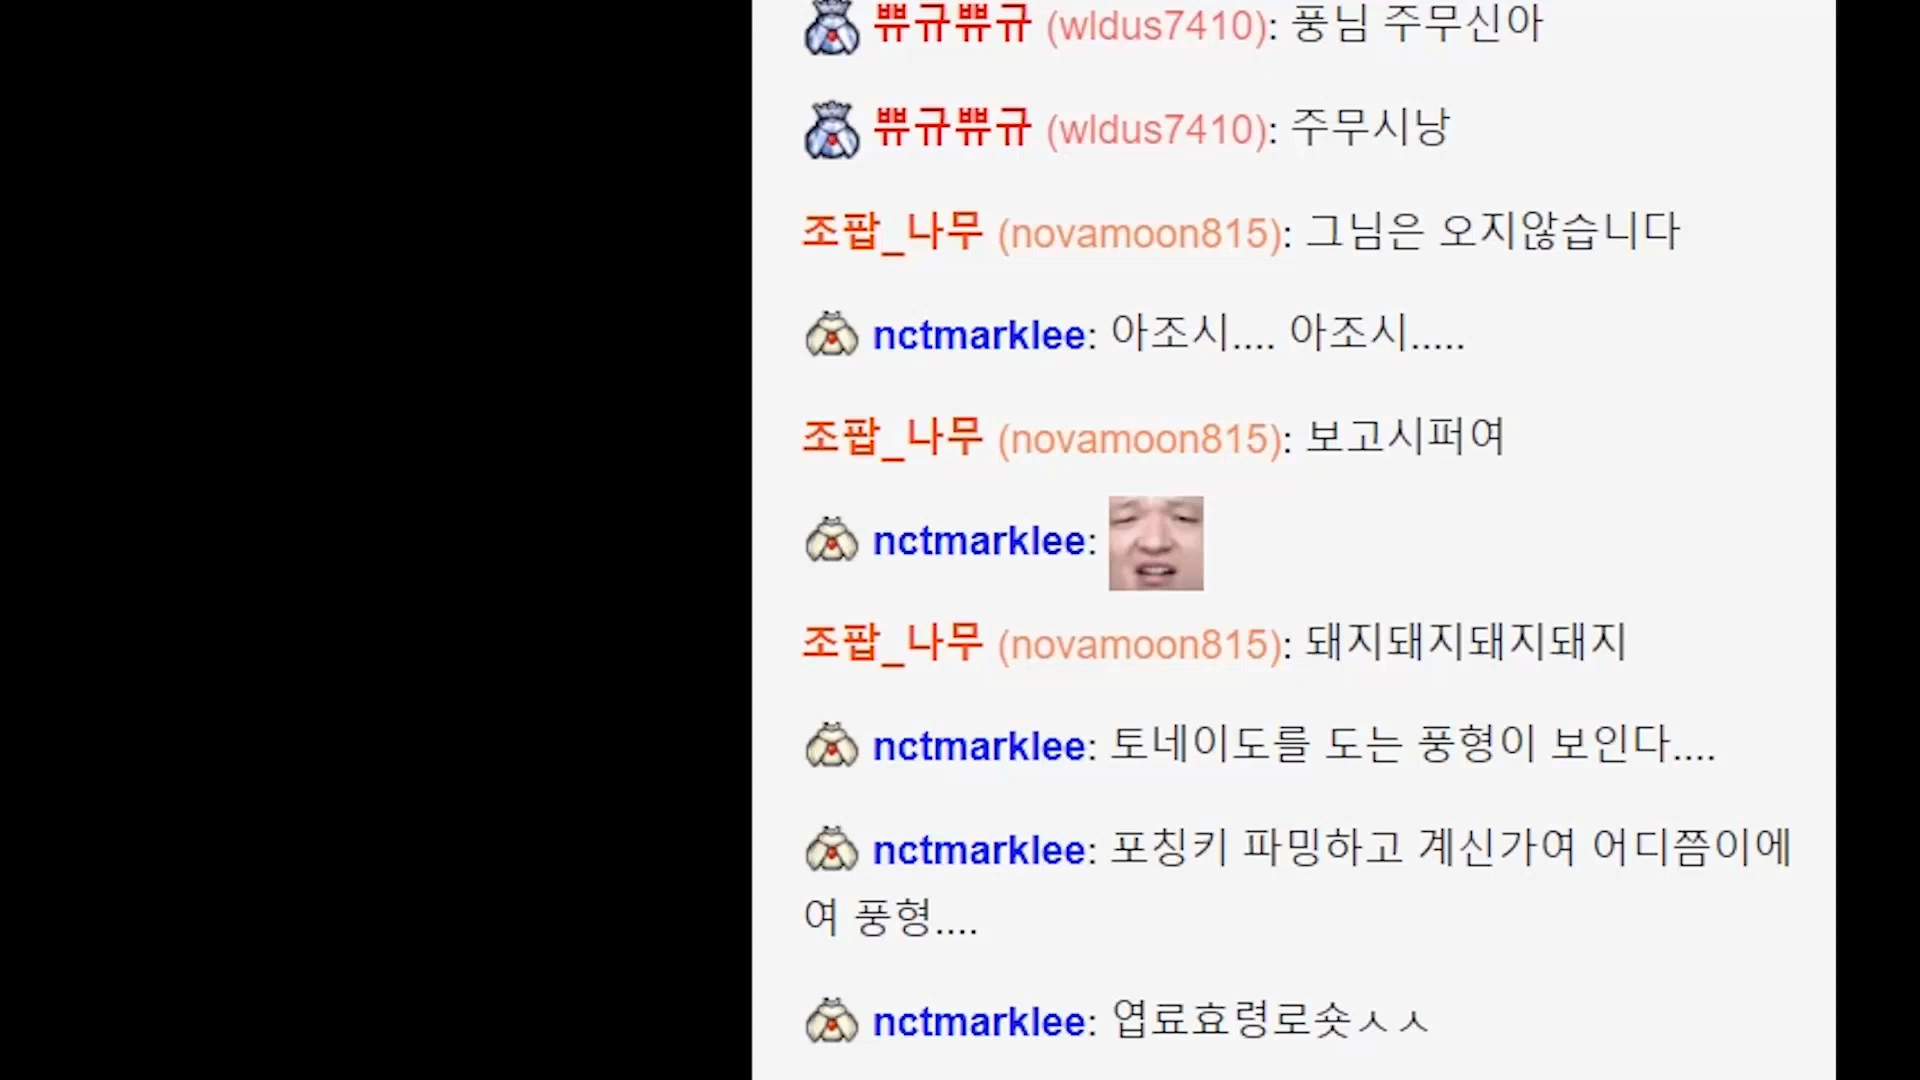 쀼규쀼규 (wldus7410): 풍님 주무신아
쀼규쀼규 (wldus7410): 주무시낭
조팝_나무 (novamoon815): 그님은 오지않습니다
nctmarklee: 아조시.... 아조시.....
조팝_나무 (novamoon815): 보고시퍼여
nctmarklee:
조팝_나무 (novamoon815): 돼지돼지돼지돼지
nctmarklee: 토네이도를 도는 풍형이 보인다....
nctmarklee: 포칭키 파밍하고 계신가여 어디쯤이에
여 풍형....
nctmarklee: 엽료효령로숏ㅅㅅ